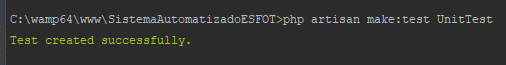 C:\wamp64\www\SistemaAutomatizadoESFOT>php artisan make:test UnitTest
Test created successfully.